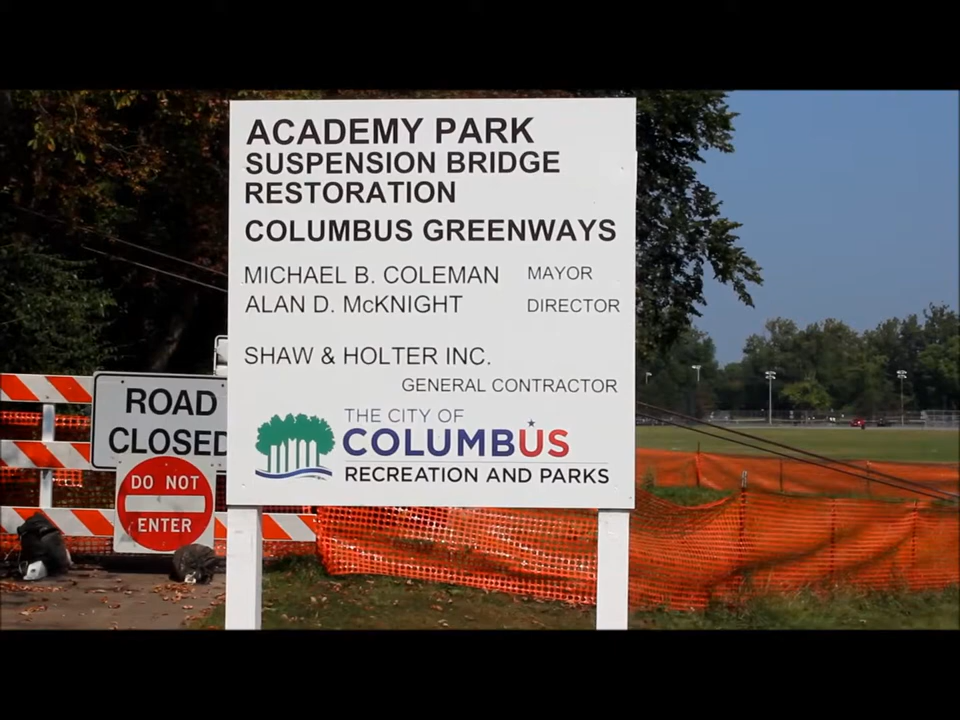 ACADEMY PARK
SUSPENSION BRIDGE
RESTORATION
COLUMBUS GREENWAYS
MICHAEL B. COLEMAN MAYOR
ALAN D. McKNIGHT DIRECTOR
SHAW & HOLTER INC.
GENERAL CONTRACTOR
THE CITY OF
COLUMBUS
RECREATION AND PARKS
ROAD
CLOSED
DO NOT
ENTER